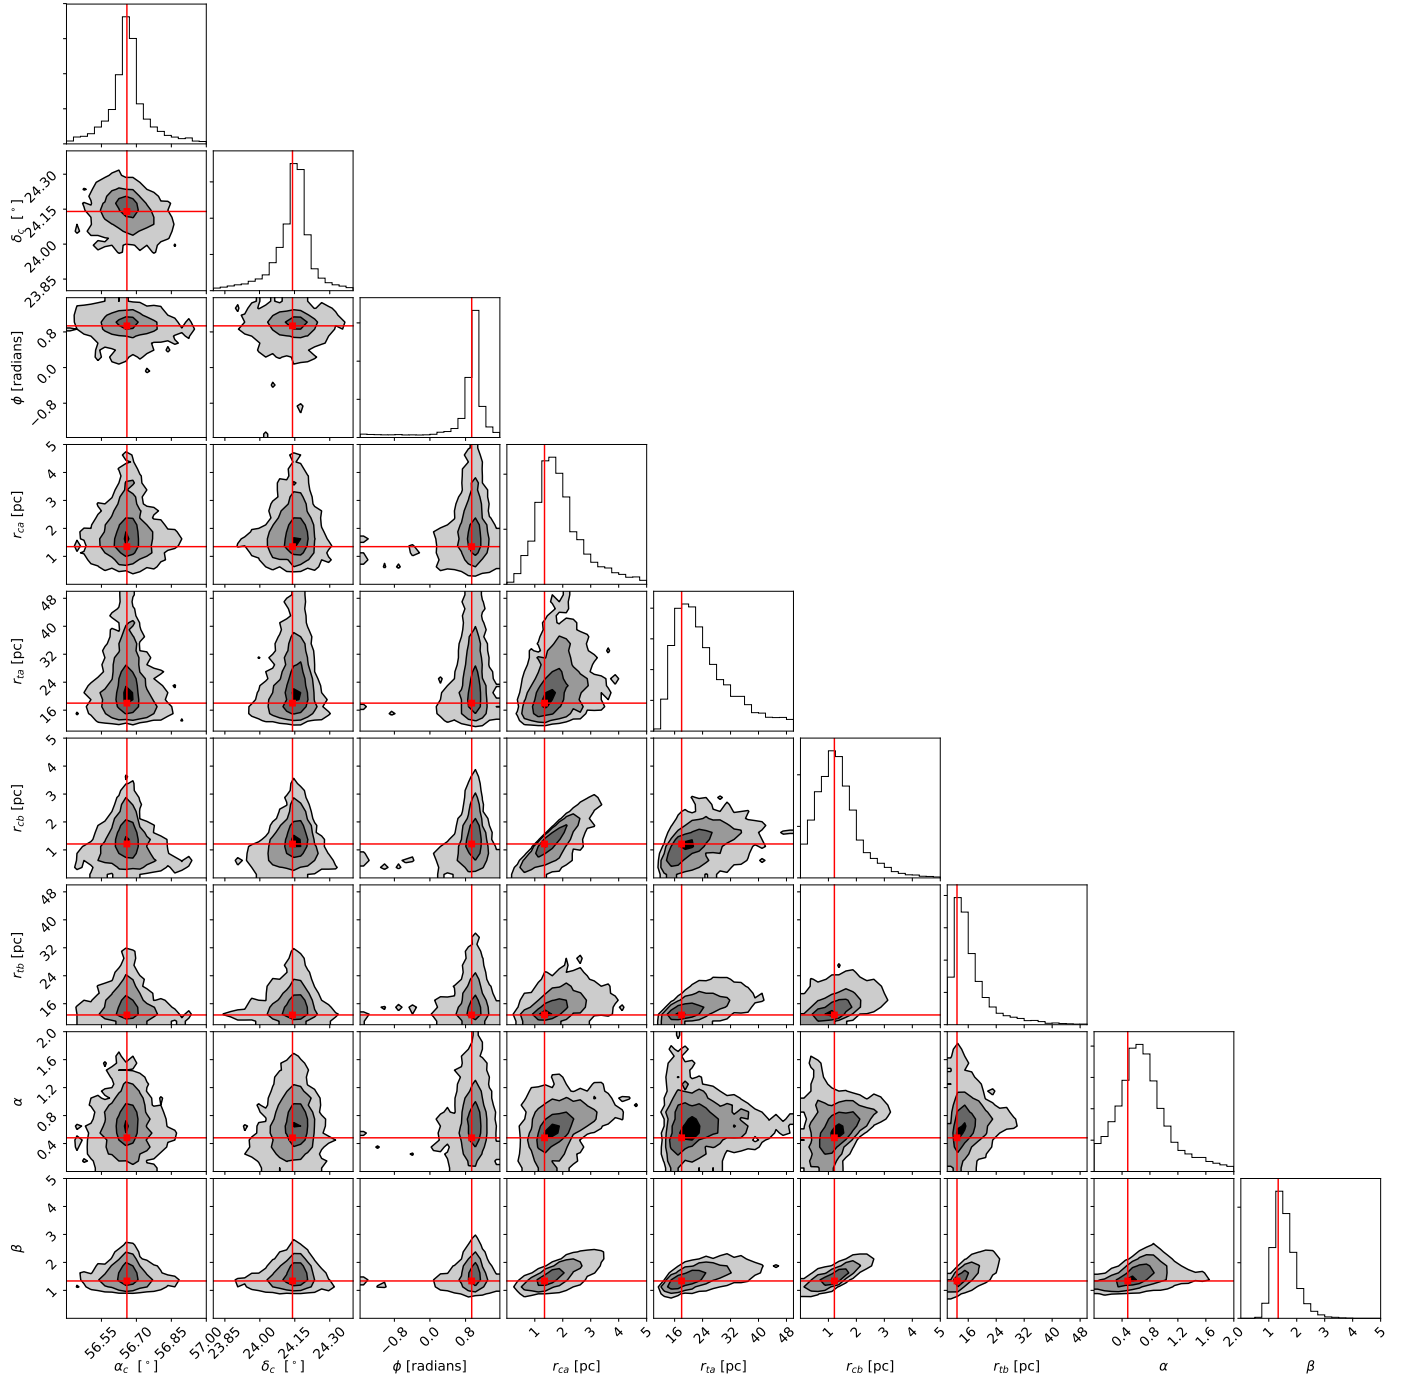 δ_c [°]
24.30
24.15
24.00
23.85
ϕ [radians]
0.8
0.0
−0.8
r_ca [pc]
5
4
3
2
1
r_ta [pc]
48
40
32
24
16
r_cb [pc]
5
4
3
2
1
r_tb [pc]
48
40
32
24
16
α
2.0
1.6
1.2
0.8
0.4
β
5
4
3
2
1
56.55 56.70 56.85 57.00
23.85 24.00 24.15 24.30
−0.8 0.0 0.8
1 2 3 4 5
16 24 32 40 48
1 2 3 4 5
16 24 32 40 48
0.4 0.8 1.2 1.6 2.0
1 2 3 4 5
α_c [°] δ_c [°] ϕ [radians] r_ca [pc] r_ta [pc] r_cb [pc] r_tb [pc] α β